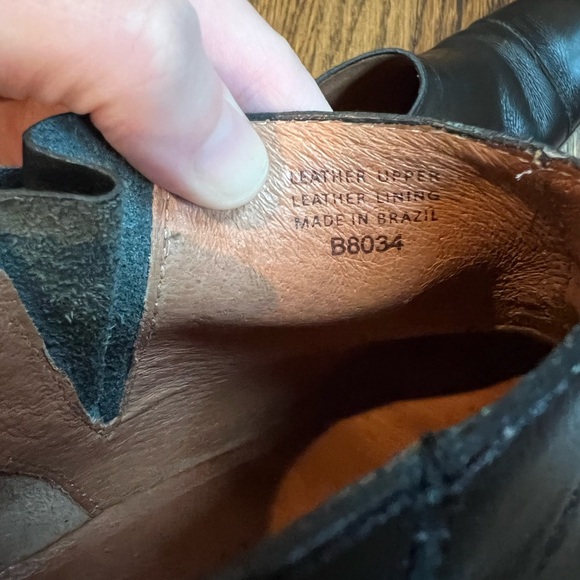 LEATHER UPPER
LEATHER LINING
MADE IN BRAZIL
B8034